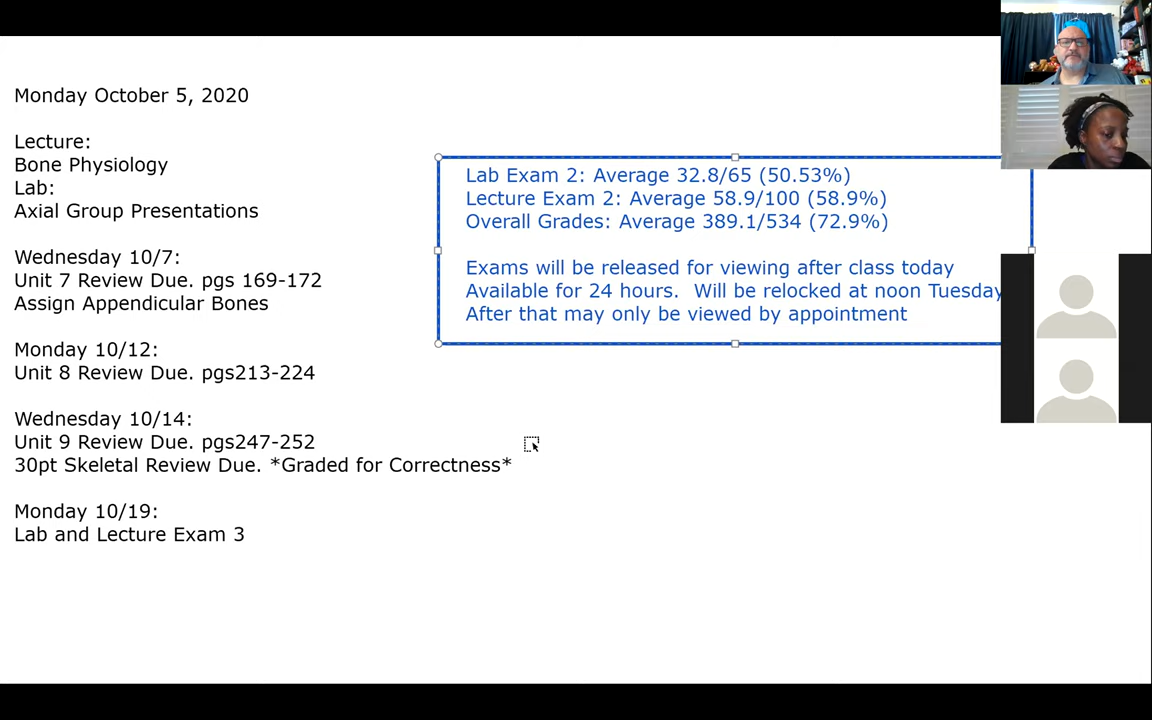 Monday October 5, 2020
Lecture:
Bone Physiology
Lab:
Axial Group Presentations
Wednesday 10/7:
Unit 7 Review Due. pgs 169-172
Assign Appendicular Bones
Monday 10/12:
Unit 8 Review Due. pgs213-224
Wednesday 10/14:
Unit 9 Review Due. pgs247-252
30pt Skeletal Review Due. *Graded for Correctness*
Monday 10/19:
Lab and Lecture Exam 3
Lab Exam 2: Average 32.8/65 (50.53%)
Lecture Exam 2: Average 58.9/100 (58.9%)
Overall Grades: Average 389.1/534 (72.9%)
Exams will be released for viewing after class today
Available for 24 hours.  Will be relocked at noon Tuesday
After that may only be viewed by appointment